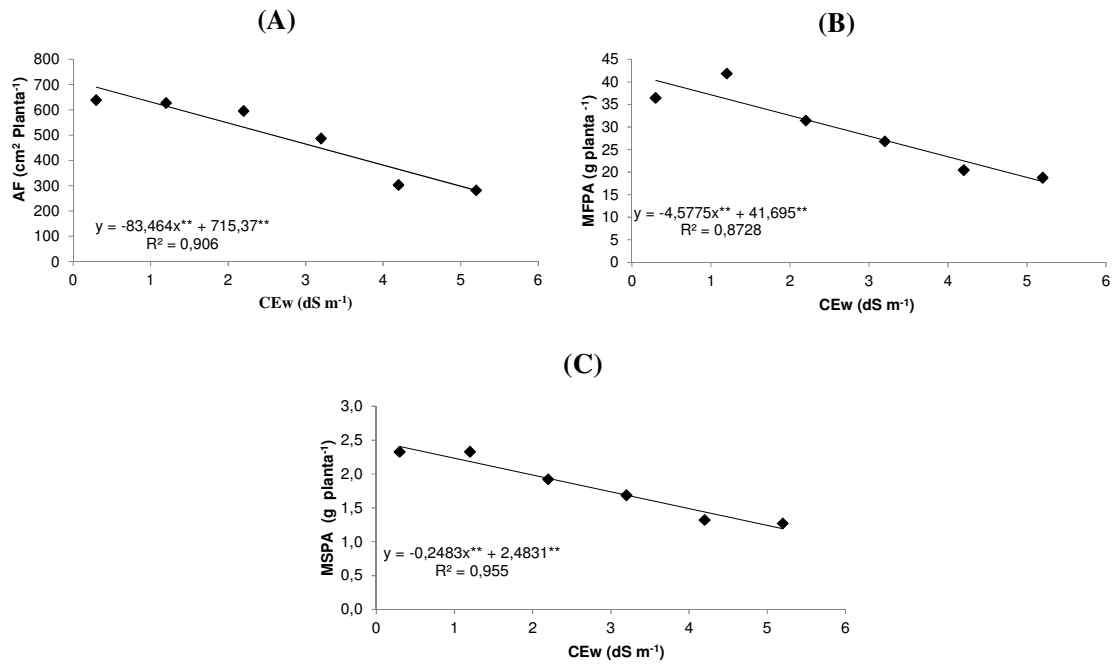 (A)
800
700
600
500
400
300
200
100
0
AF (cm² Planta⁻¹)
y = -83,464x** + 715,37**
R² = 0,906
0 1 2 3 4 5 6
CEw (dS m⁻¹)
(B)
45
40
35
30
25
20
15
10
5
0
MFPA (g planta ⁻¹)
y = -4,5775x** + 41,695**
R² = 0,8728
0 1 2 3 4 5 6
CEw (dS m⁻¹)
(C)
3,0
2,5
2,0
1,5
1,0
0,5
0,0
MSPA (g planta⁻¹)
y = -0,2483x** + 2,4831**
R² = 0,955
0 1 2 3 4 5 6
CEw (dS m⁻¹)